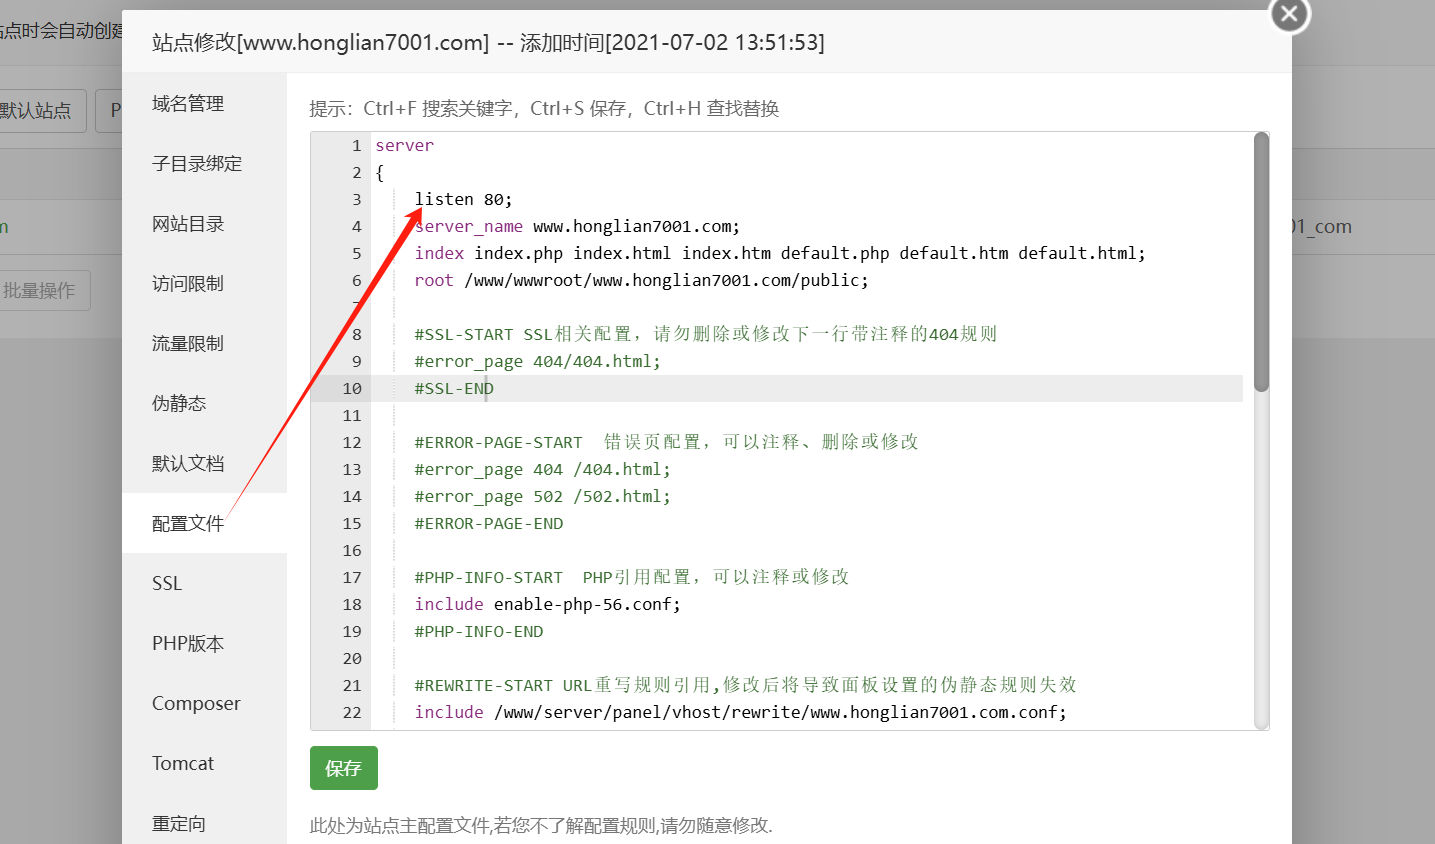 站点时会自动创建
站点修改[www.honglian7001.com] -- 添加时间[2021-07-02 13:51:53]
默认站点
P
批量操作
m
01_com
域名管理
子目录绑定
网站目录
访问限制
流量限制
伪静态
默认文档
配置文件
SSL
PHP版本
Composer
Tomcat
重定向
提示：Ctrl+F 搜索关键字，Ctrl+S 保存，Ctrl+H 查找替换
1 server
2 {
3 listen 80;
4 server_name www.honglian7001.com;
5 index index.php index.html index.htm default.php default.htm default.html;
6 root /www/wwwroot/www.honglian7001.com/public;
7
8 #SSL-START SSL相关配置，请勿删除或修改下一行带注释的404规则
9 #error_page 404/404.html;
10 #SSL-END
11
12 #ERROR-PAGE-START  错误页配置，可以注释、删除或修改
13 #error_page 404 /404.html;
14 #error_page 502 /502.html;
15 #ERROR-PAGE-END
16
17 #PHP-INFO-START  PHP引用配置，可以注释或修改
18 include enable-php-56.conf;
19 #PHP-INFO-END
20
21 #REWRITE-START URL重写规则引用,修改后将导致面板设置的伪静态规则失效
22 include /www/server/panel/vhost/rewrite/www.honglian7001.com.conf;
保存
此处为站点主配置文件,若您不了解配置规则,请勿随意修改.